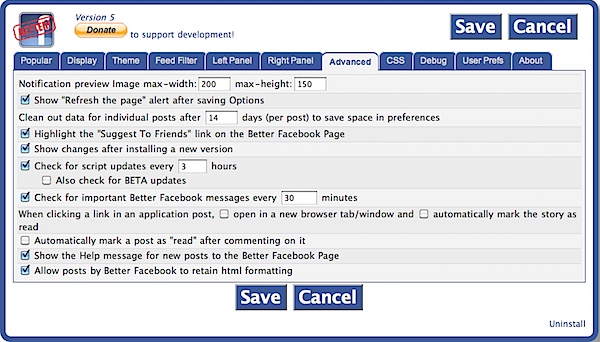 Version 5
Donate to support development!
Save Cancel
Popular Display Theme Feed Filter Left Panel Right Panel Advanced CSS Debug User Prefs About
Notification preview Image max-width: 200 max-height: 150
Show "Refresh the page" alert after saving Options
Clean out data for individual posts after 14 days (per post) to save space in preferences
Highlight the "Suggest To Friends" link on the Better Facebook Page
Show changes after installing a new version
Check for script updates every 3 hours
Also check for BETA updates
Check for important Better Facebook messages every 30 minutes
When clicking a link in an application post, open in a new browser tab/window and automatically mark the story as
read
Automatically mark a post as "read" after commenting on it
Show the Help message for new posts to the Better Facebook Page
Allow posts by Better Facebook to retain html formatting
Save Cancel
Uninstall